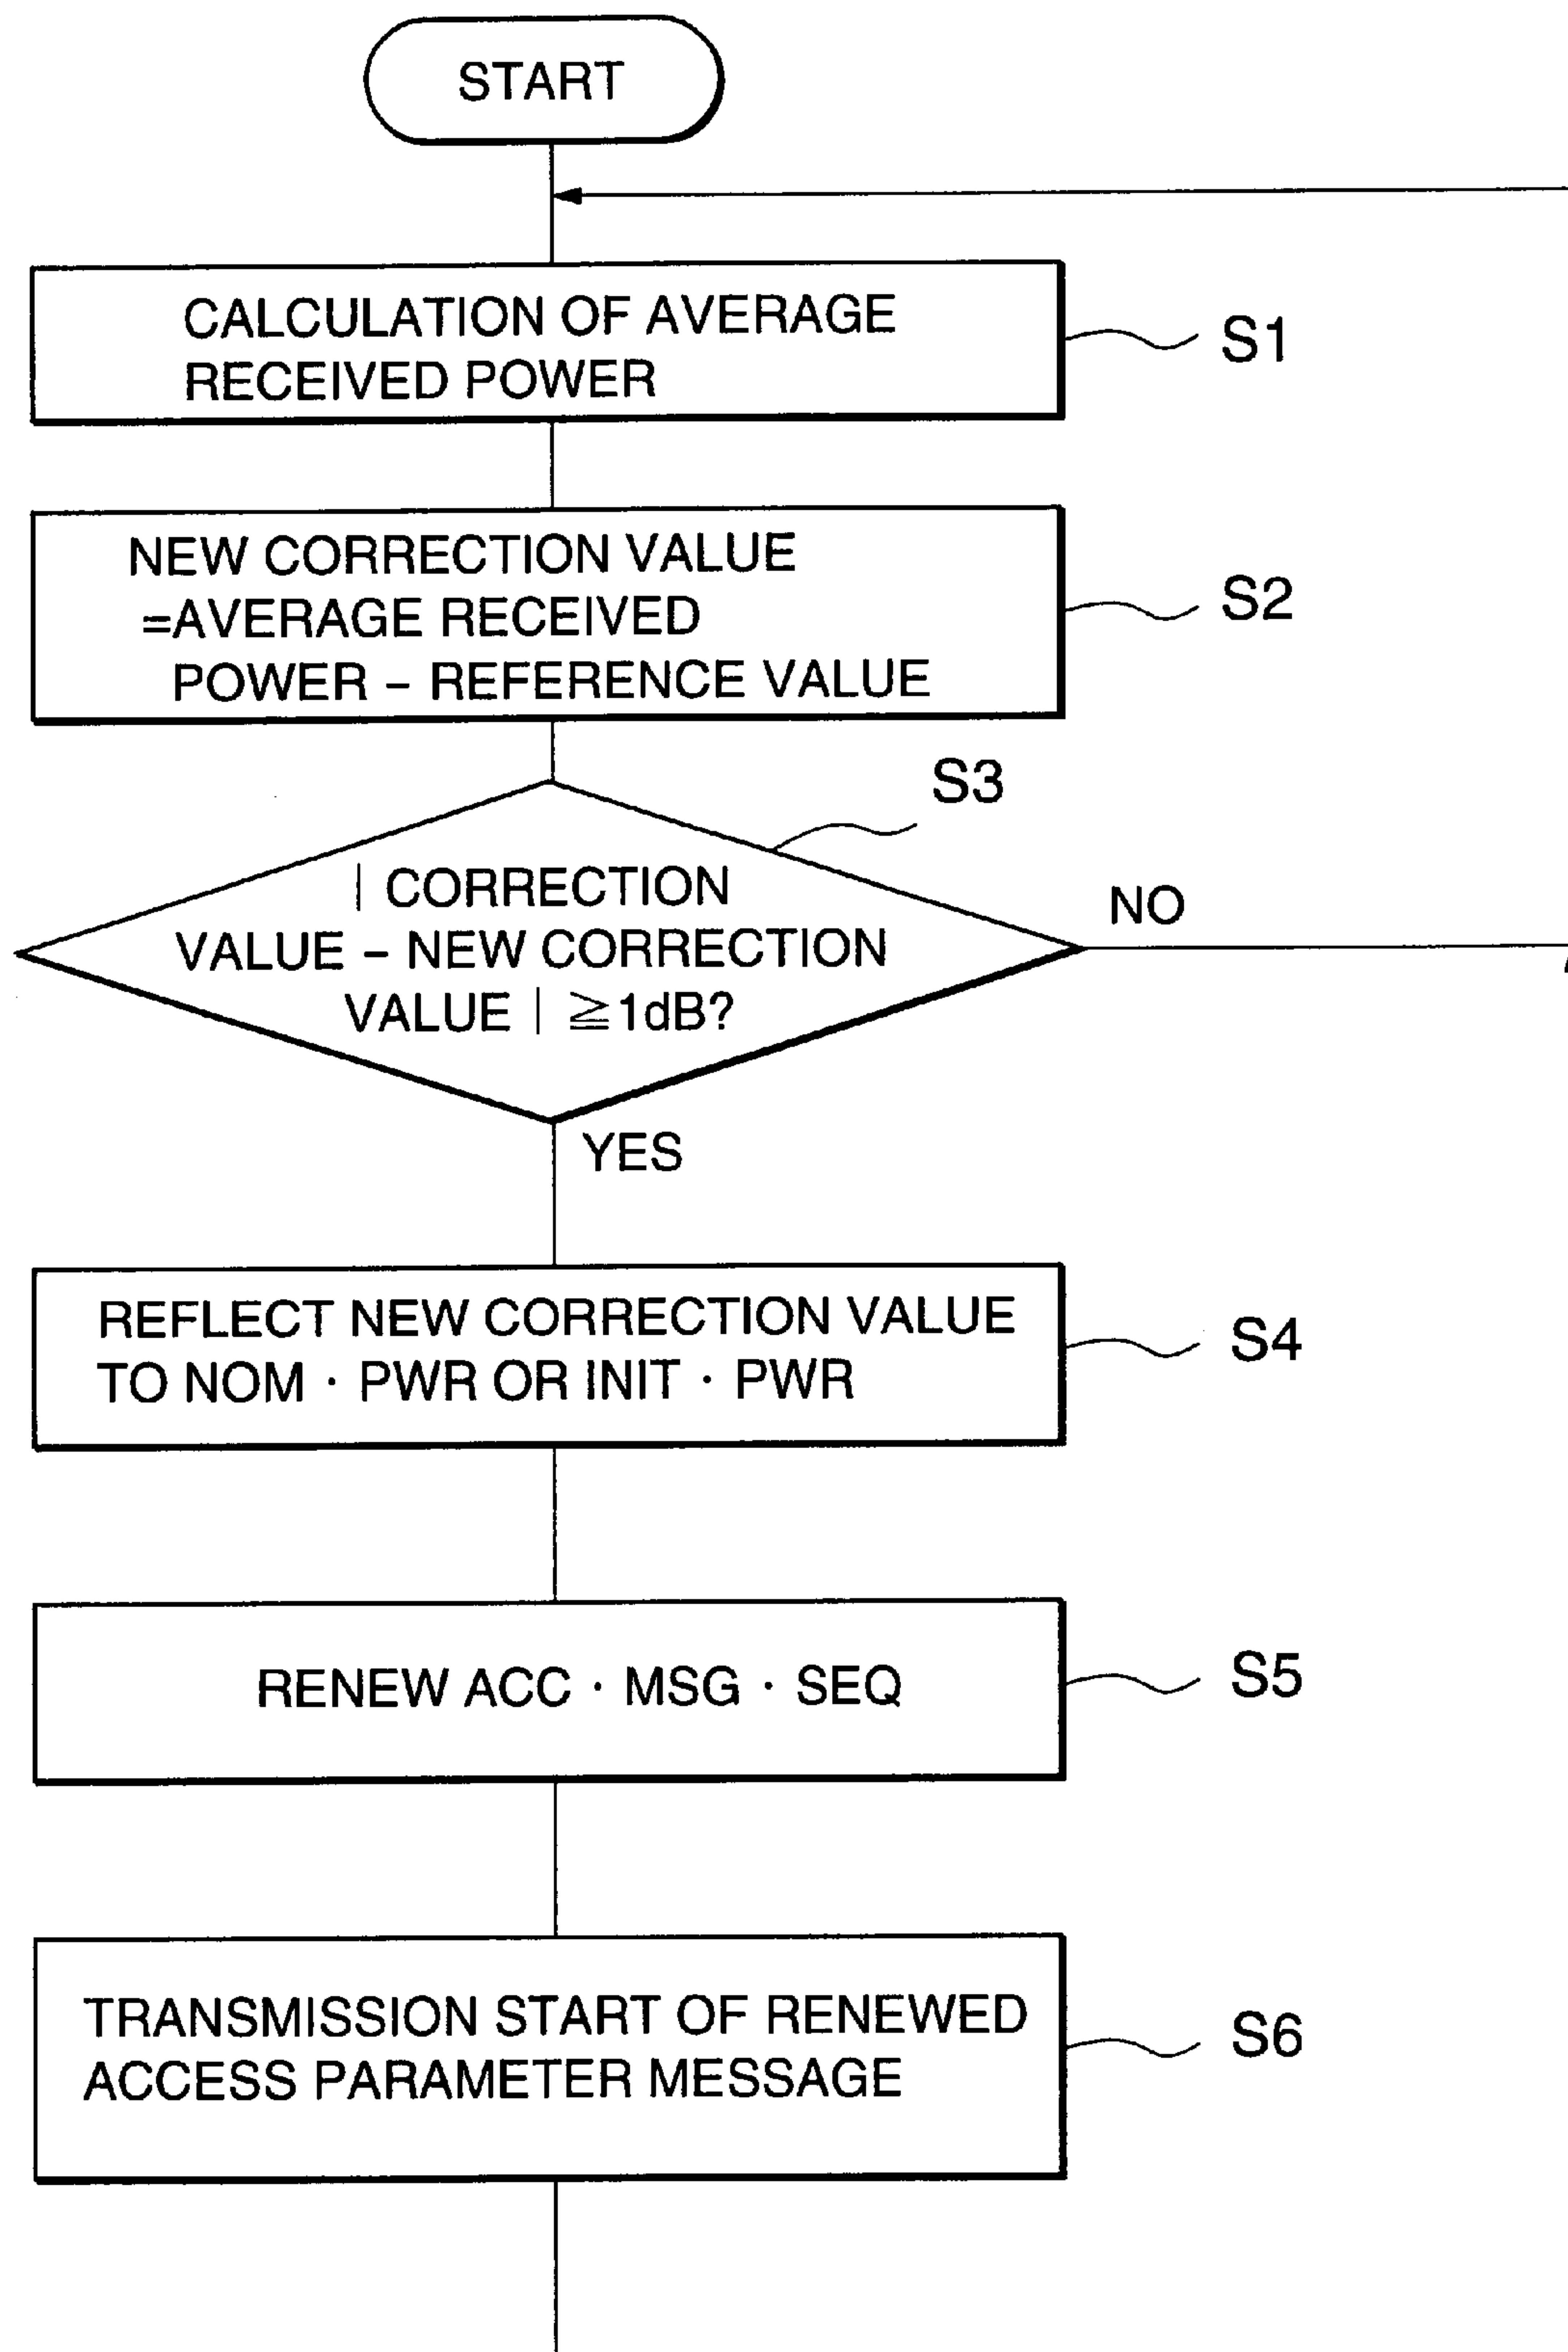 START
CALCULATION OF AVERAGE
RECEIVED POWER
S1
NEW CORRECTION VALUE
=AVERAGE RECEIVED
POWER – REFERENCE VALUE
S2
S3
| CORRECTION
VALUE – NEW CORRECTION
VALUE | ≧1dB?
NO
YES
REFLECT NEW CORRECTION VALUE
TO NOM · PWR OR INIT · PWR
S4
RENEW ACC · MSG · SEQ
S5
TRANSMISSION START OF RENEWED
ACCESS PARAMETER MESSAGE
S6